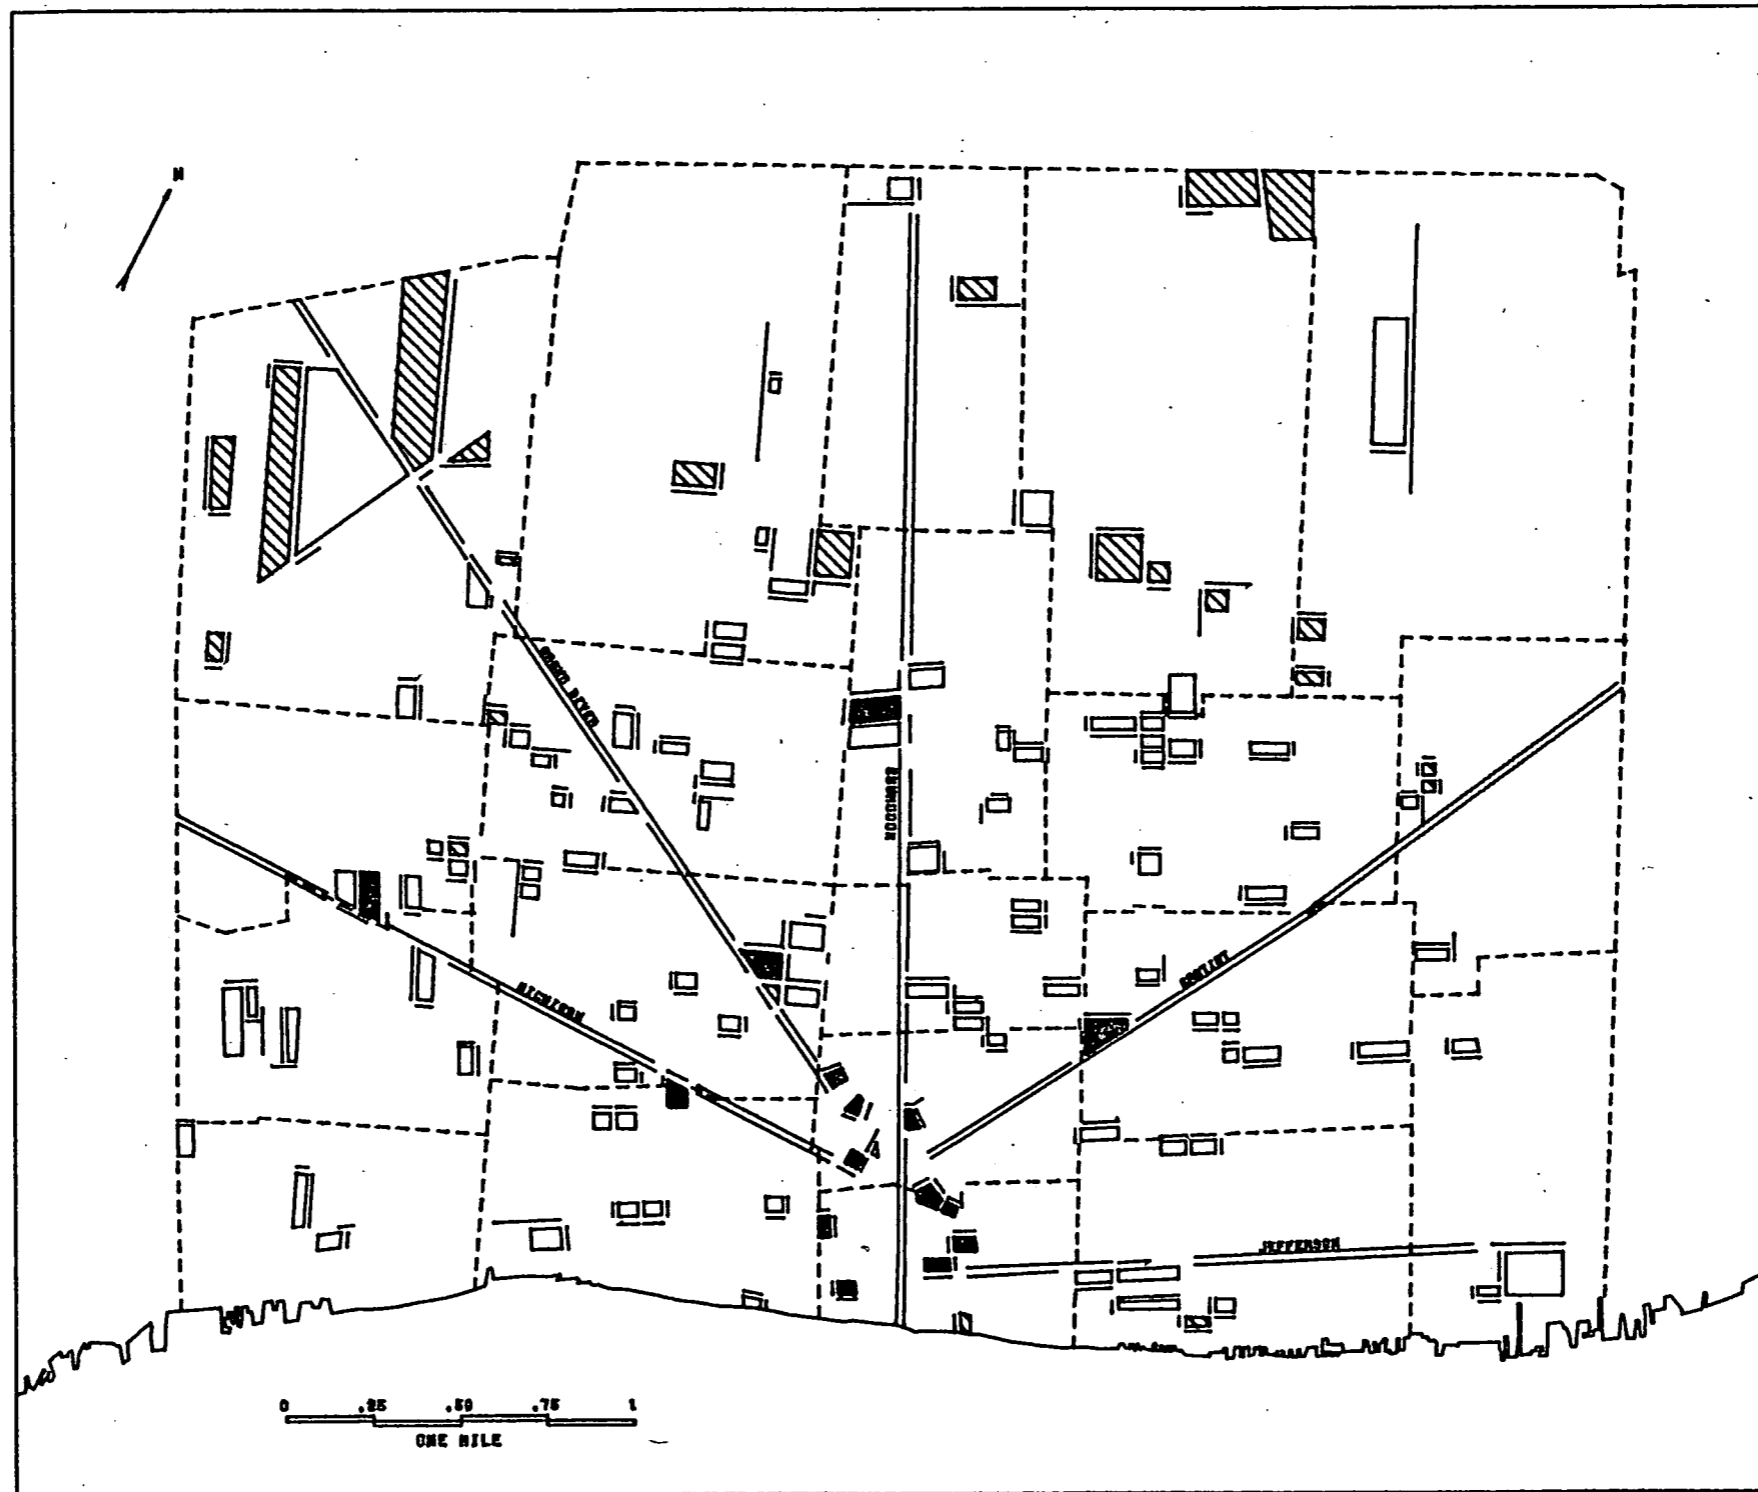 N
GRAND RIVER
WOODWARD
MICHIGAN
GRATIOT
JEFFERSON
0 .25 .50 .75 1
ONE MILE